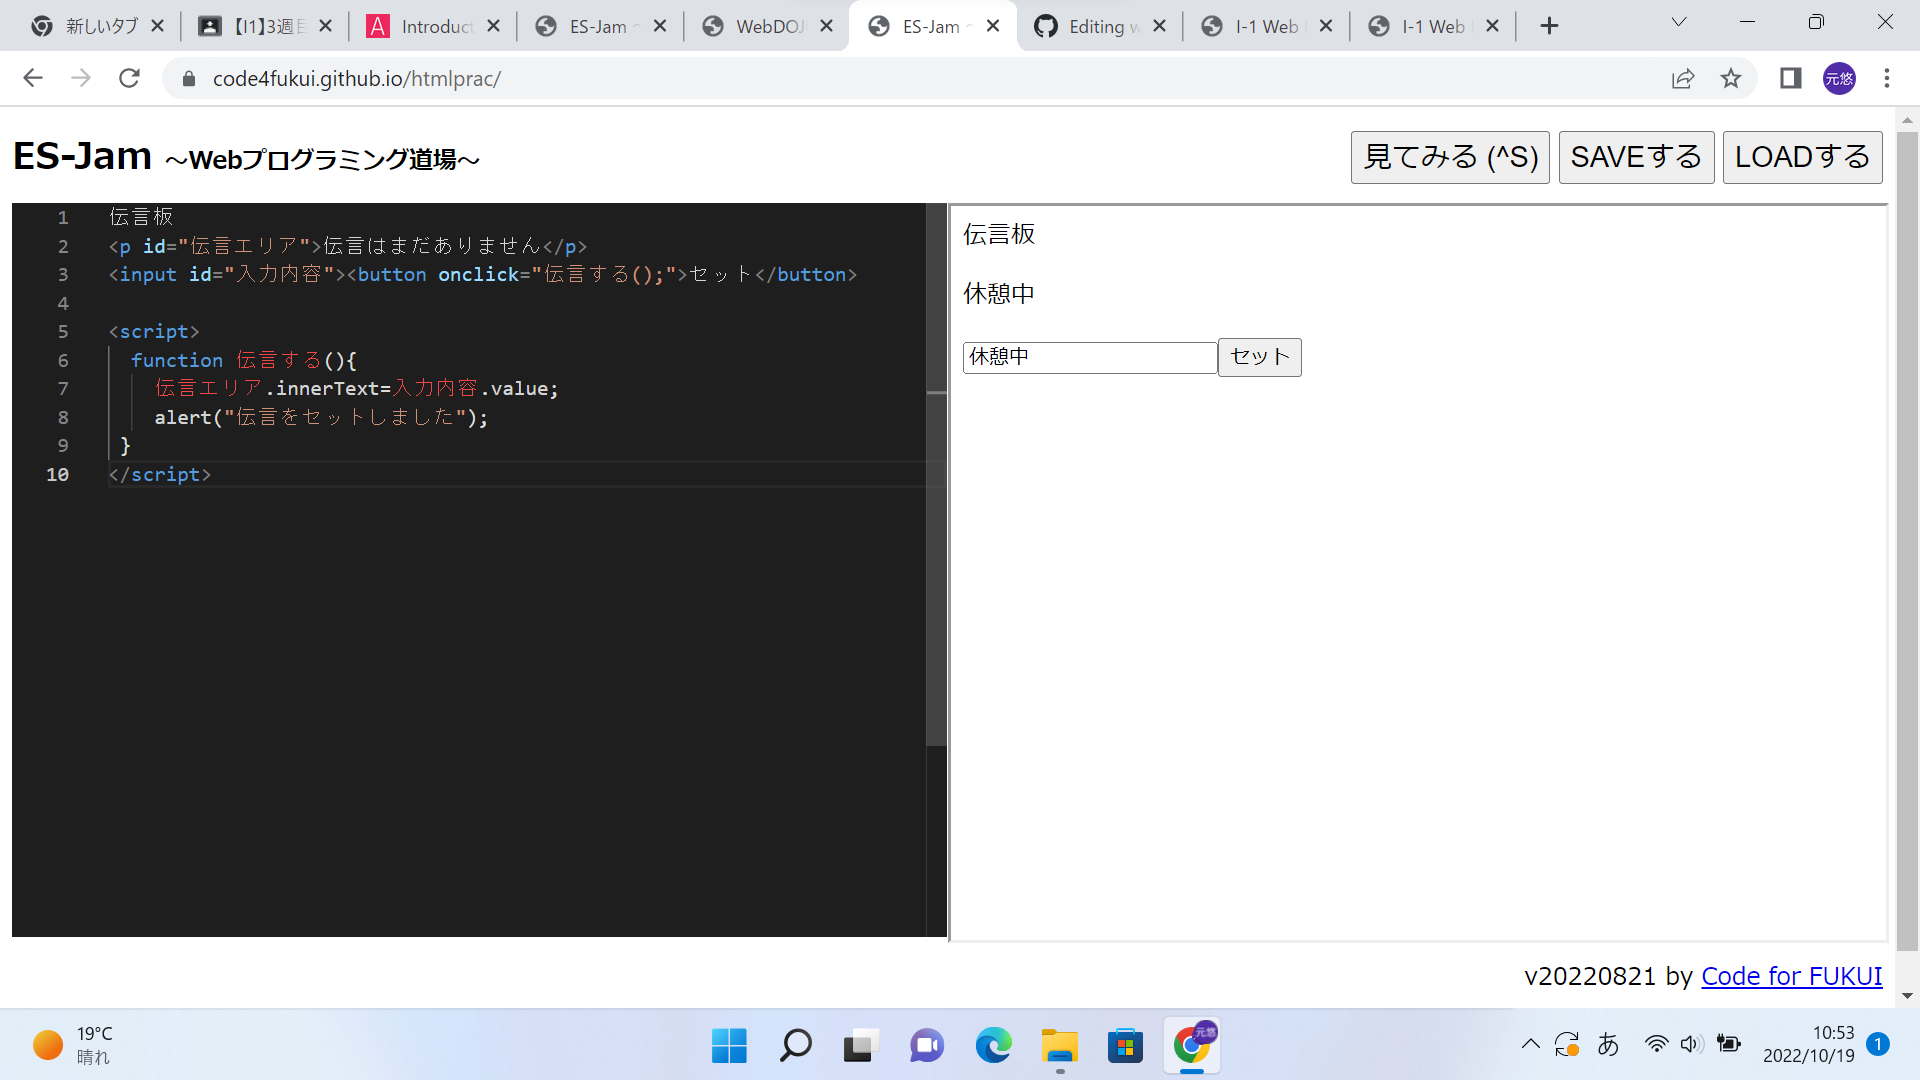 新しいタブ
【I1】3週目
Introduc
ES-Jam
WebDOJ
ES-Jam
Editing w
I-1 Web
I-1 Web
code4fukui.github.io/htmlprac/
元悠
ES-Jam ～Webプログラミング道場～
見てみる (^S)
SAVEする
LOADする
1 伝言板
2 <p id="伝言エリア">伝言はまだありません</p>
3 <input id="入力内容"><button onclick="伝言する();">セット</button>
4
5 <script>
6 function 伝言する(){
7 伝言エリア.innerText=入力内容.value;
8 alert("伝言をセットしました");
9 }
10 </script>
伝言板
休憩中
休憩中 セット
v20220821 by Code for FUKUI
19°C
晴れ
元悠
あ
10:53
2022/10/19
1